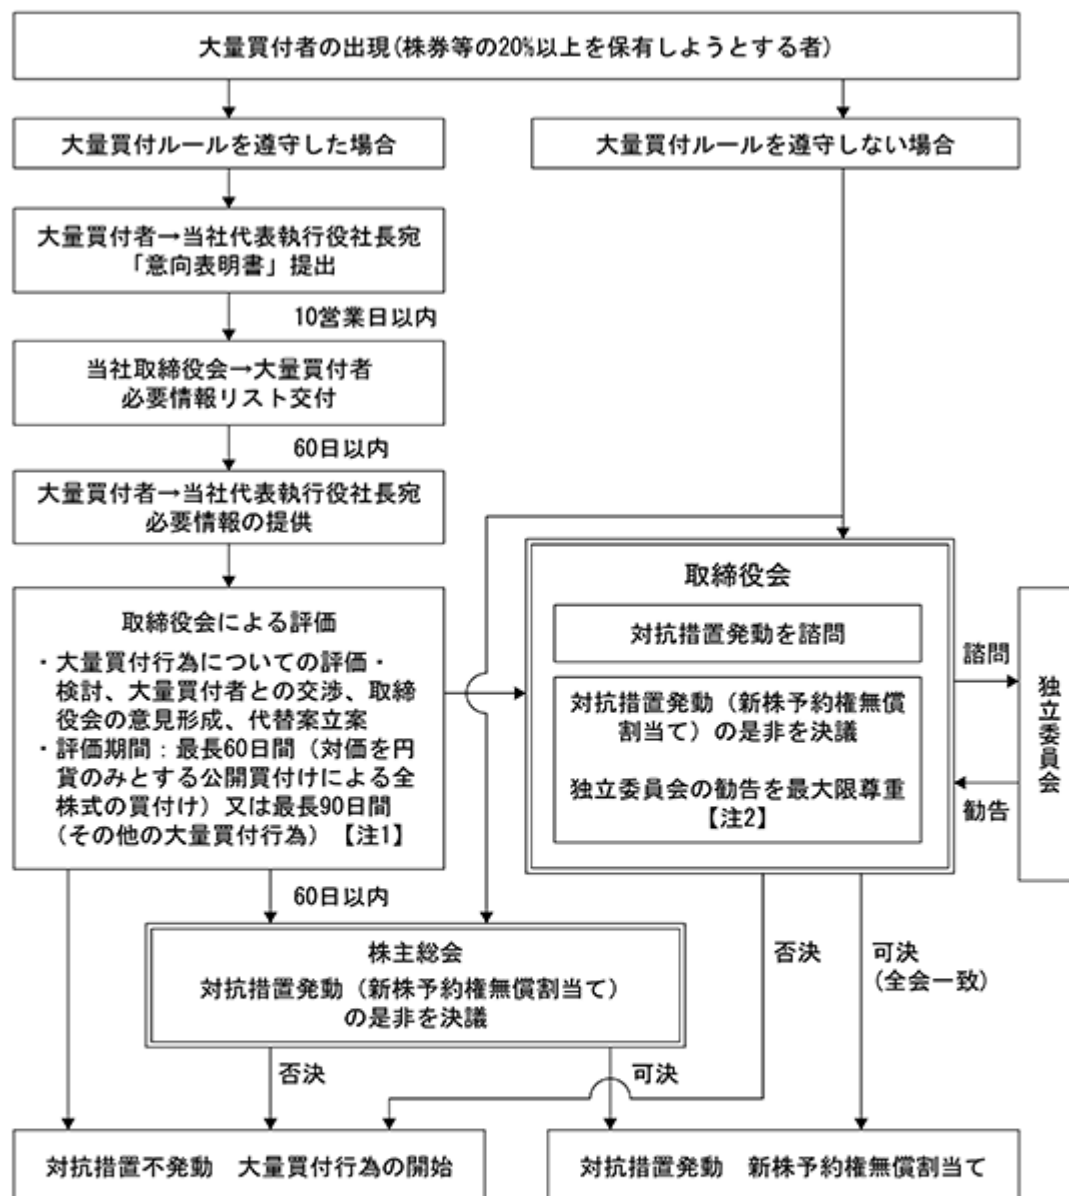 大量買付者の出現(株券等の20%以上を保有しようとする者)
大量買付ルールを遵守した場合
大量買付ルールを遵守しない場合
大量買付者→当社代表執行役社長宛
「意向表明書」提出
10営業日以内
当社取締役会→大量買付者
必要情報リスト交付
60日以内
大量買付者→当社代表執行役社長宛
必要情報の提供
取締役会による評価
・大量買付行為についての評価・
検討、大量買付者との交渉、取締
役会の意見形成、代替案立案
・評価期間：最長60日間（対価を円
貨のみとする公開買付けによる全
株式の買付け）又は最長90日間
（その他の大量買付行為）【注1】
取締役会
対抗措置発動を諮問
対抗措置発動（新株予約権無償
割当て）の是非を決議
独立委員会の勧告を最大限尊重
【注2】
諮問
勧告
独立委員会
60日以内
株主総会
対抗措置発動（新株予約権無償割当て）
の是非を決議
否決
可決
(全会一致)
否決
可決
対抗措置不発動　大量買付行為の開始
対抗措置発動　新株予約権無償割当て